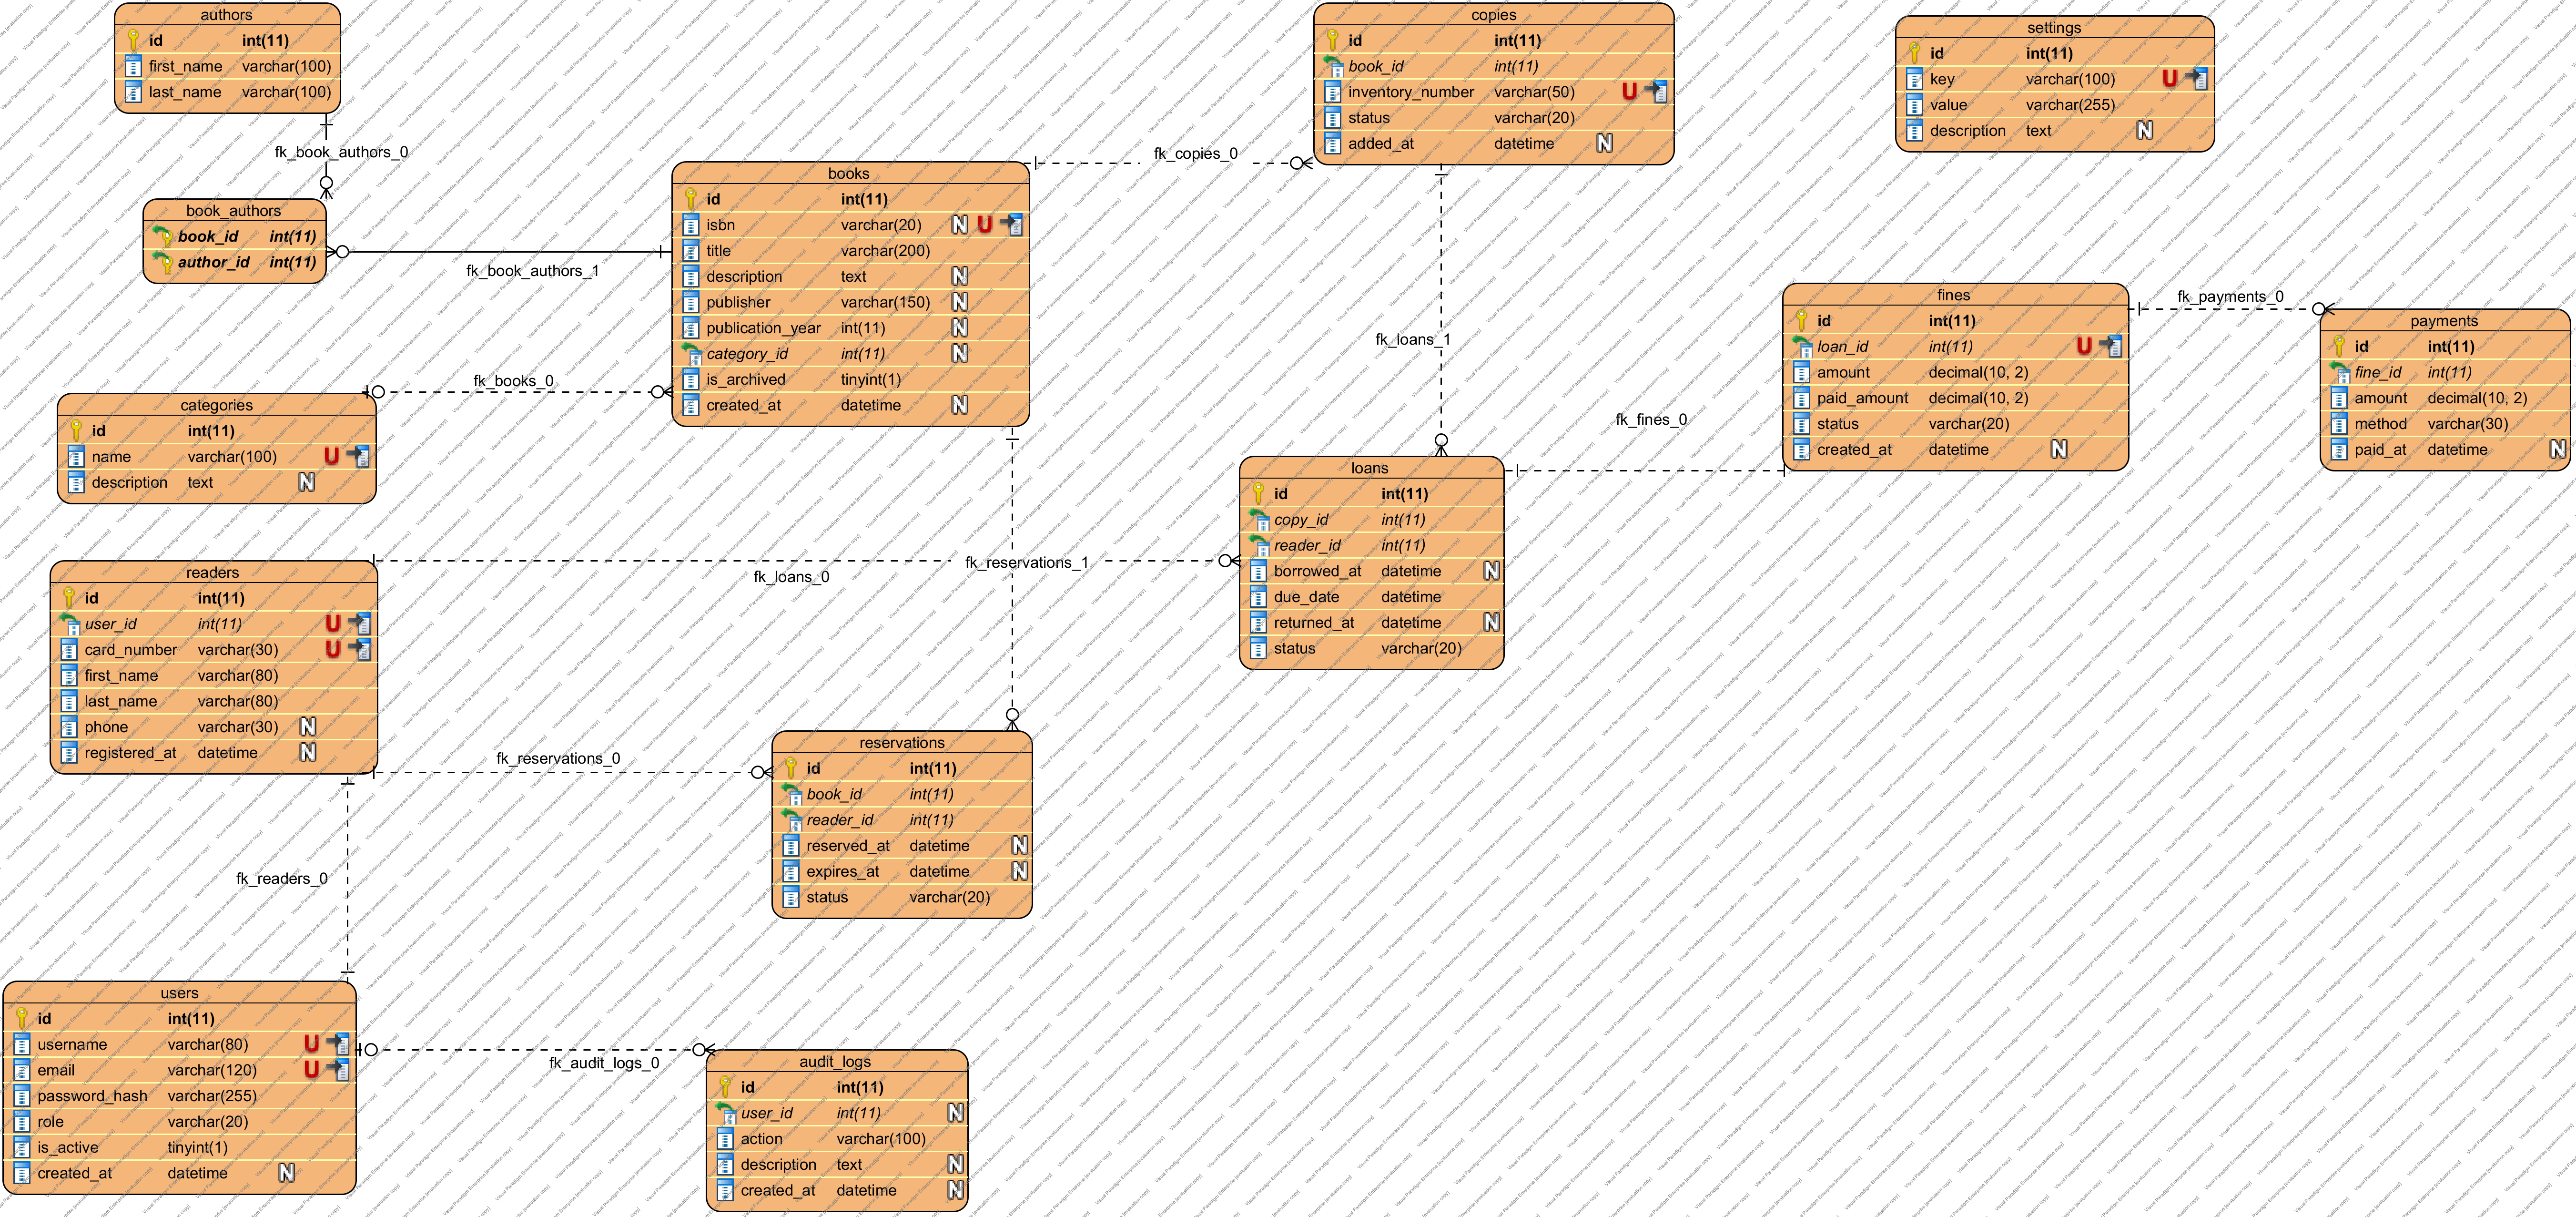 authors
id int(11)
first_name varchar(100)
last_name varchar(100)
fk_book_authors_0
book_authors
book_id int(11)
author_id int(11)
fk_book_authors_1
books
id int(11)
isbn varchar(20) N U
title varchar(200)
description text N
publisher varchar(150) N
publication_year int(11) N
category_id int(11) N
is_archived tinyint(1)
created_at datetime N
fk_copies_0
copies
id int(11)
book_id int(11)
inventory_number varchar(50) U
status varchar(20)
added_at datetime N
settings
id int(11)
key varchar(100) U
value varchar(255)
description text N
fk_books_0
categories
id int(11)
name varchar(100) U
description text N
fk_loans_1
fines
id int(11)
loan_id int(11) U
amount decimal(10, 2)
paid_amount decimal(10, 2)
status varchar(20)
created_at datetime N
fk_payments_0
payments
id int(11)
fine_id int(11)
amount decimal(10, 2)
method varchar(30)
paid_at datetime N
fk_fines_0
loans
id int(11)
copy_id int(11)
reader_id int(11)
borrowed_at datetime N
due_date datetime
returned_at datetime N
status varchar(20)
fk_reservations_1
fk_loans_0
readers
id int(11)
user_id int(11) U
card_number varchar(30) U
first_name varchar(80)
last_name varchar(80)
phone varchar(30) N
registered_at datetime N
fk_reservations_0
reservations
id int(11)
book_id int(11)
reader_id int(11)
reserved_at datetime N
expires_at datetime N
status varchar(20)
fk_readers_0
users
id int(11)
username varchar(80) U
email varchar(120) U
password_hash varchar(255)
role varchar(20)
is_active tinyint(1)
created_at datetime N
fk_audit_logs_0
audit_logs
id int(11)
user_id int(11) N
action varchar(100)
description text N
created_at datetime N
Visual Paradigm Enterprise [evaluation copy]